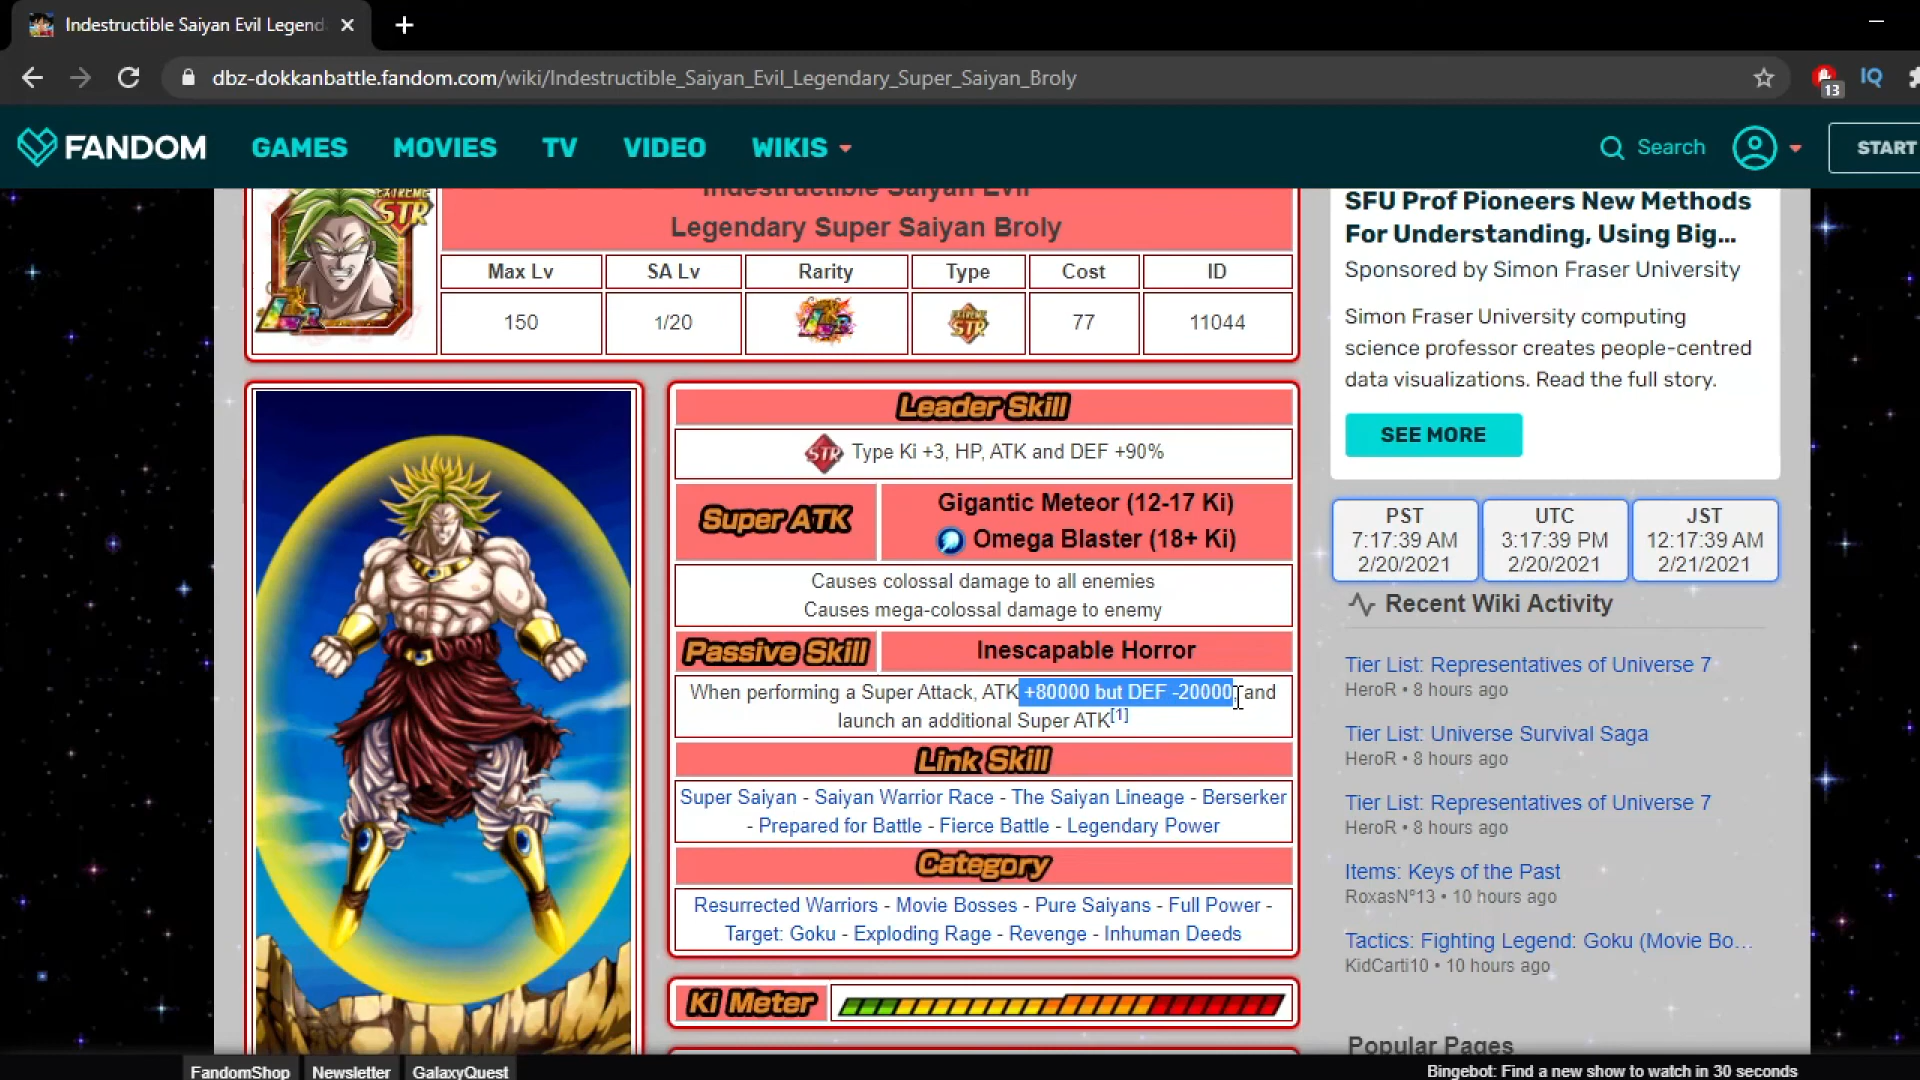 Indestructible Saiyan Evil Legend
dbz-dokkanbattle.fandom.com/wiki/Indestructible_Saiyan_Evil_Legendary_Super_Saiyan_Broly
13
IQ
FANDOM
GAMES
MOVIES
TV
VIDEO
WIKIS
Search
START
EXTREME
STR
LR
Indestructible Saiyan Evil
Legendary Super Saiyan Broly
Max Lv
SA Lv
Rarity
Type
Cost
ID
150
1/20
LR
EXTREME
STR
77
11044
Leader Skill
STR Type Ki +3, HP, ATK and DEF +90%
Super ATK
Gigantic Meteor (12-17 Ki)
Omega Blaster (18+ Ki)
Causes colossal damage to all enemies
Causes mega-colossal damage to enemy
Passive Skill
Inescapable Horror
When performing a Super Attack, ATK +80000 but DEF -20000, and
launch an additional Super ATK[1]
Link Skill
Super Saiyan - Saiyan Warrior Race - The Saiyan Lineage - Berserker
- Prepared for Battle - Fierce Battle - Legendary Power
Category
Resurrected Warriors - Movie Bosses - Pure Saiyans - Full Power -
Target: Goku - Exploding Rage - Revenge - Inhuman Deeds
Ki Meter
SFU Prof Pioneers New Methods
For Understanding, Using Big...
Sponsored by Simon Fraser University
Simon Fraser University computing
science professor creates people-centred
data visualizations. Read the full story.
SEE MORE
PST
7:17:39 AM
2/20/2021
UTC
3:17:39 PM
2/20/2021
JST
12:17:39 AM
2/21/2021
Recent Wiki Activity
Tier List: Representatives of Universe 7
HeroR • 8 hours ago
Tier List: Universe Survival Saga
HeroR • 8 hours ago
Tier List: Representatives of Universe 7
HeroR • 8 hours ago
Items: Keys of the Past
RoxasNº13 • 10 hours ago
Tactics: Fighting Legend: Goku (Movie Bo...
KidCarti10 • 10 hours ago
Popular Pages
FandomShop
Newsletter
GalaxyQuest
Bingebot: Find a new show to watch in 30 seconds